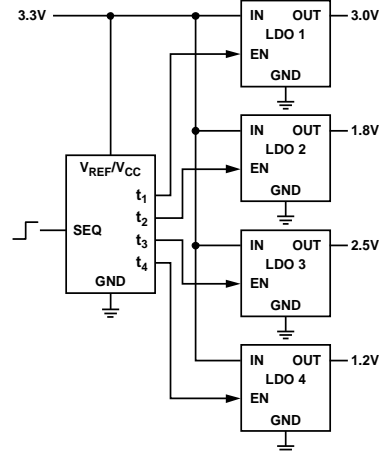 3.3V
IN OUT
3.0V
LDO 1
EN
GND
IN OUT
1.8V
LDO 2
EN
GND
VREF/VCC
t1
t2
t3
t4
SEQ
GND
IN OUT
2.5V
LDO 3
EN
GND
IN OUT
1.2V
LDO 4
EN
GND